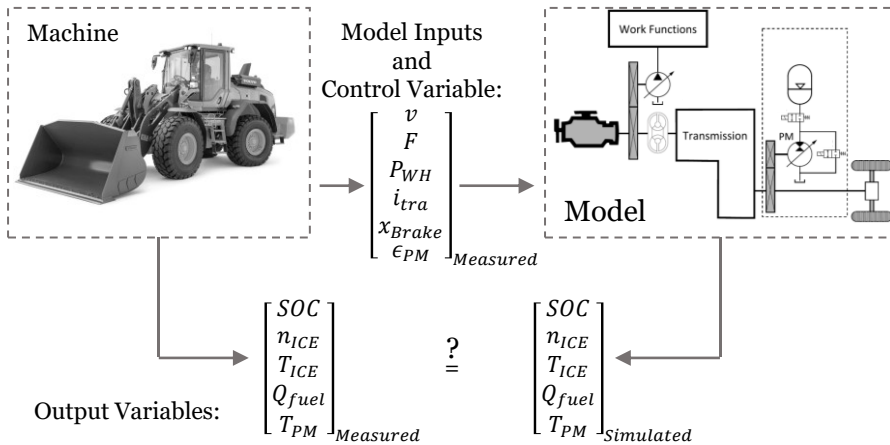 Machine
Model Inputs
and
Control Variable:
v
F
P_WH
i_tra
x_Brake
ϵ_PM
Measured
Work Functions
Transmission
PM
Model
SOC
n_ICE
T_ICE
Q_fuel
T_PM
Measured
?
=
SOC
n_ICE
T_ICE
Q_fuel
T_PM
Simulated
Output Variables: